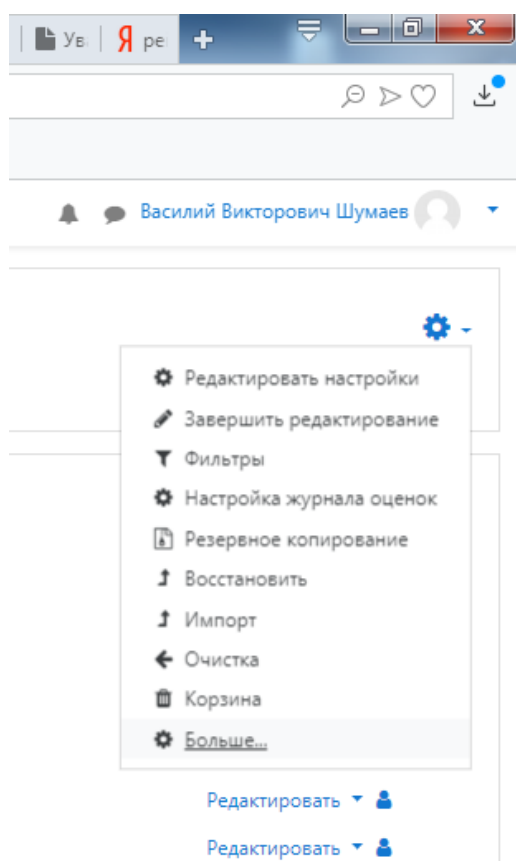 Ув
Я ре
Василий Викторович Шумаев
Редактировать настройки
Завершить редактирование
Фильтры
Настройка журнала оценок
Резервное копирование
Восстановить
Импорт
Очистка
Корзина
Больше...
Редактировать
Редактировать